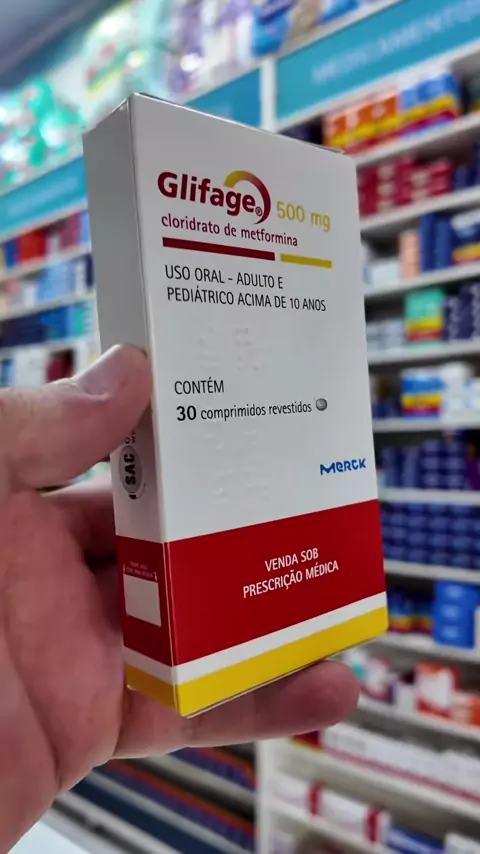 MEDICAMENTOS
Glifage® 500 mg
cloridrato de metformina
USO ORAL - ADULTO E
PEDIÁTRICO ACIMA DE 10 ANOS
CONTÉM
30 comprimidos revestidos
MERCK
SAC
VENDA SOB
PRESCRIÇÃO MÉDICA